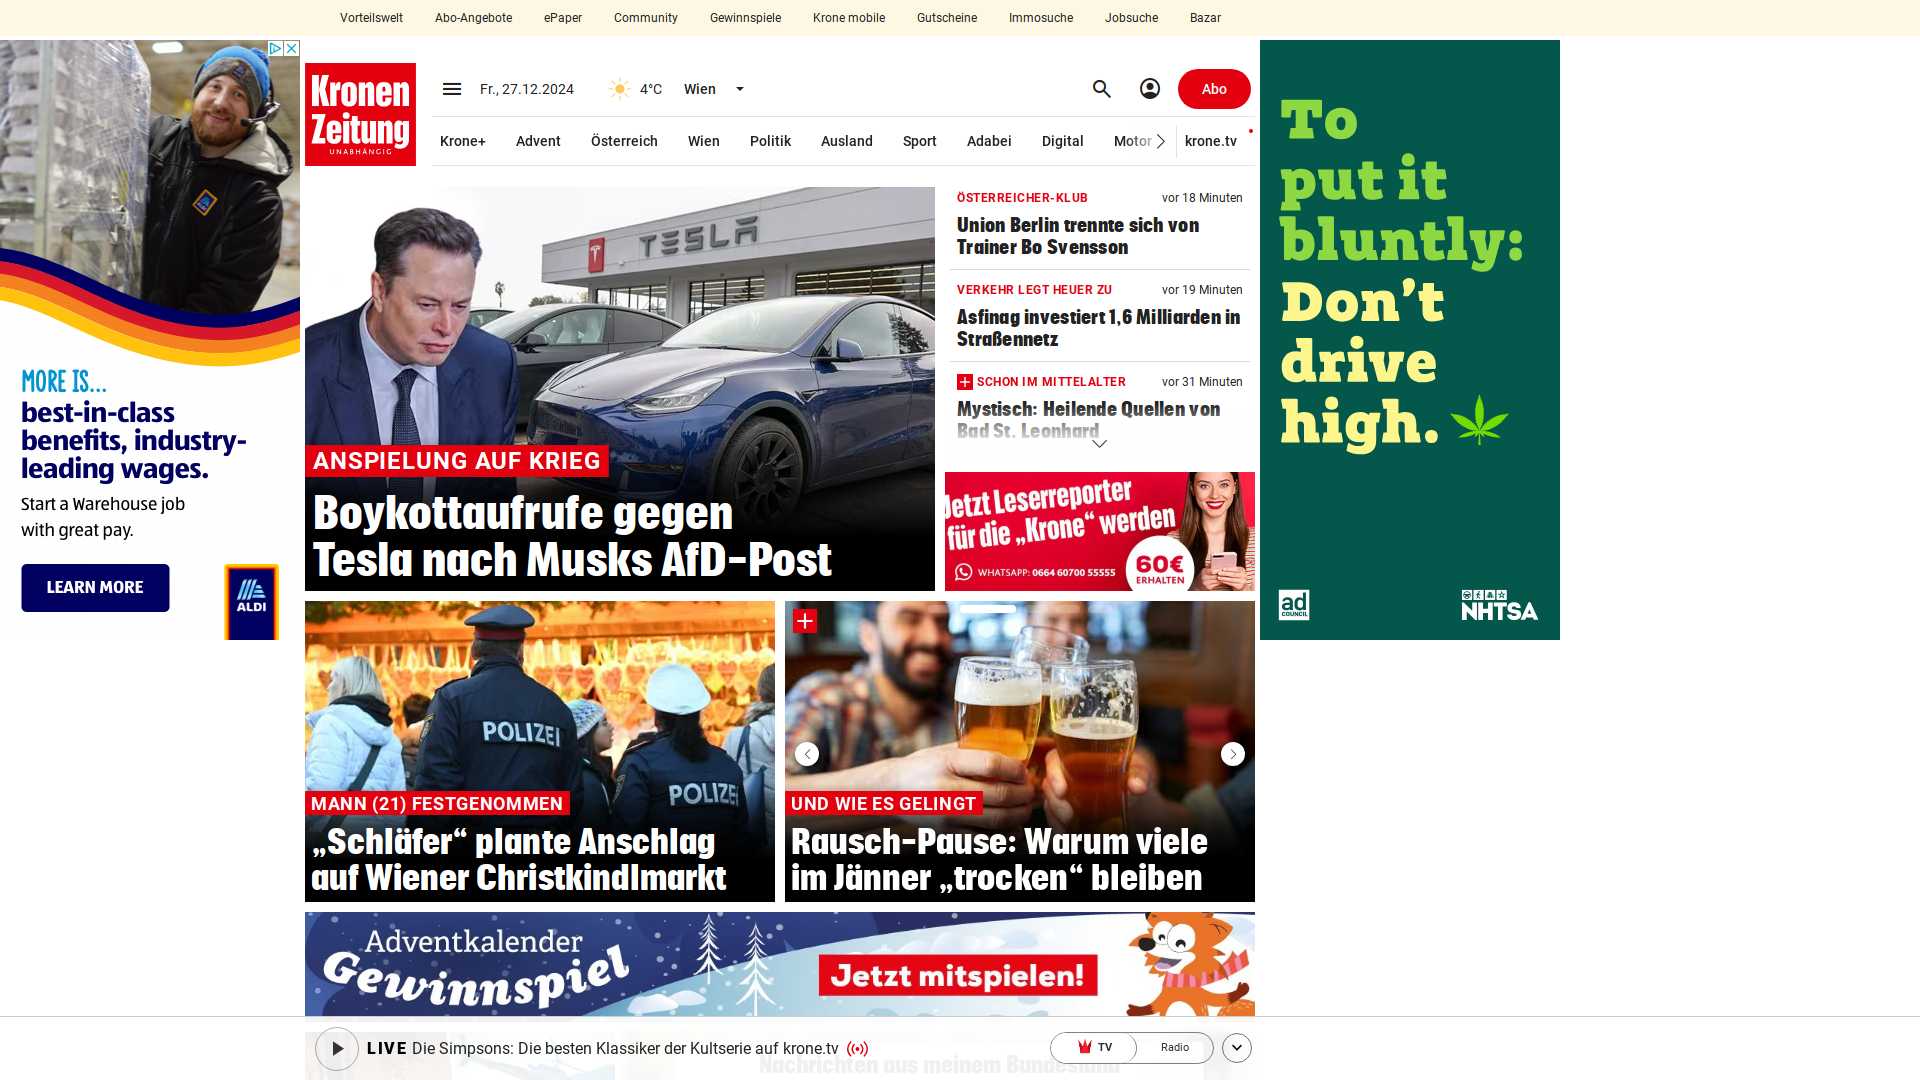 Vorteilswelt
Abo-Angebote
ePaper
Community
Gewinnspiele
Krone mobile
Gutscheine
Immosuche
Jobsuche
Bazar
Kronen
Zeitung
UNABHÄNGIG
Fr., 27.12.2024
4°C
Wien
Abo
Krone+
Advent
Österreich
Wien
Politik
Ausland
Sport
Adabei
Digital
Motor
krone.tv
MORE IS...
best-in-class
benefits, industry-
leading wages.
Start a Warehouse job
with great pay.
LEARN MORE
ALDI
TESLA
ANSPIELUNG AUF KRIEG
Boykottaufrufe gegen
Tesla nach Musks AfD-Post
ÖSTERREICHER-KLUB
vor 18 Minuten
Union Berlin trennte sich von
Trainer Bo Svensson
VERKEHR LEGT HEUER ZU
vor 19 Minuten
Asfinag investiert 1,6 Milliarden in
Straßennetz
SCHON IM MITTELALTER
vor 31 Minuten
Mystisch: Heilende Quellen von
Bad St. Leonhard
Jetzt Leserreporter
für die „Krone“ werden
WHATSAPP: 0664 60700 55555
60€
ERHALTEN
To
put it
bluntly:
Don't
drive
high.
ad
COUNCIL
NHTSA
POLIZEI
POLIZEI
MANN (21) FESTGENOMMEN
„Schläfer“ plante Anschlag
auf Wiener Christkindlmarkt
UND WIE ES GELINGT
Rausch-Pause: Warum viele
im Jänner „trocken“ bleiben
Adventkalender
Gewinnspiel
Jetzt mitspielen!
LIVE Die Simpsons: Die besten Klassiker der Kultserie auf krone.tv
TV
Radio
Nachrichten aus meinem Bundesland